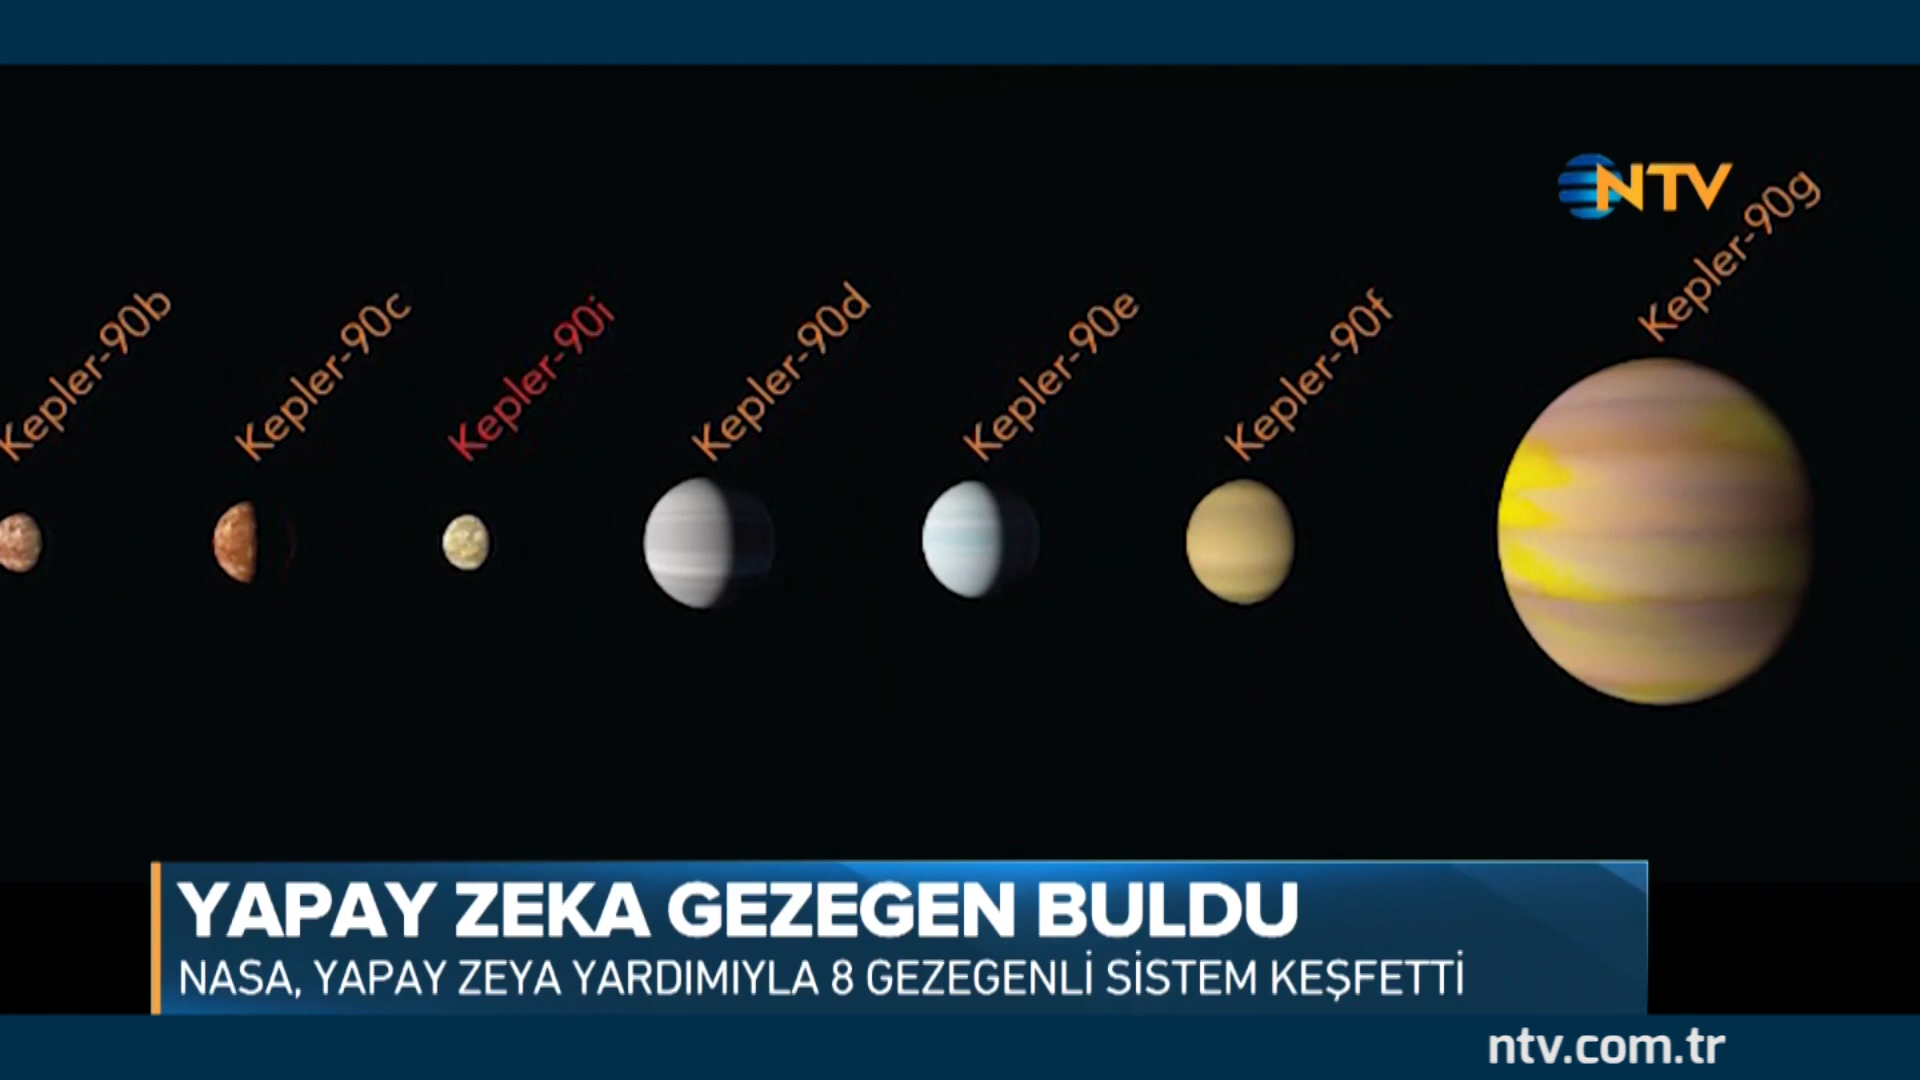 NTV
Kepler-90b
Kepler-90c
Kepler-90i
Kepler-90d
Kepler-90e
Kepler-90f
Kepler-90g
YAPAY ZEKA GEZEGEN BULDU
NASA, YAPAY ZEYA YARDIMIYLA 8 GEZEGENLİ SİSTEM KEŞFETTİ
ntv.com.tr